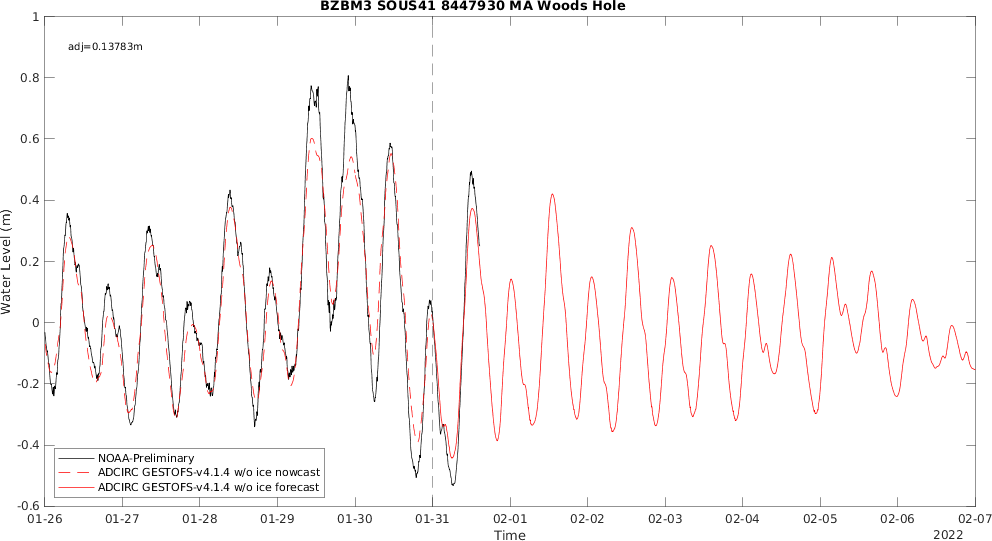 BZBM3 SOUS41 8447930 MA Woods Hole
adj=0.13783m
Water Level (m)
1
0.8
0.6
0.4
0.2
0
-0.2
-0.4
-0.6
NOAA-Preliminary
ADCIRC GESTOFS-v4.1.4 w/o ice nowcast
ADCIRC GESTOFS-v4.1.4 w/o ice forecast
01-26 01-27 01-28 01-29 01-30 01-31 02-01 02-02 02-03 02-04 02-05 02-06 02-07
Time
2022